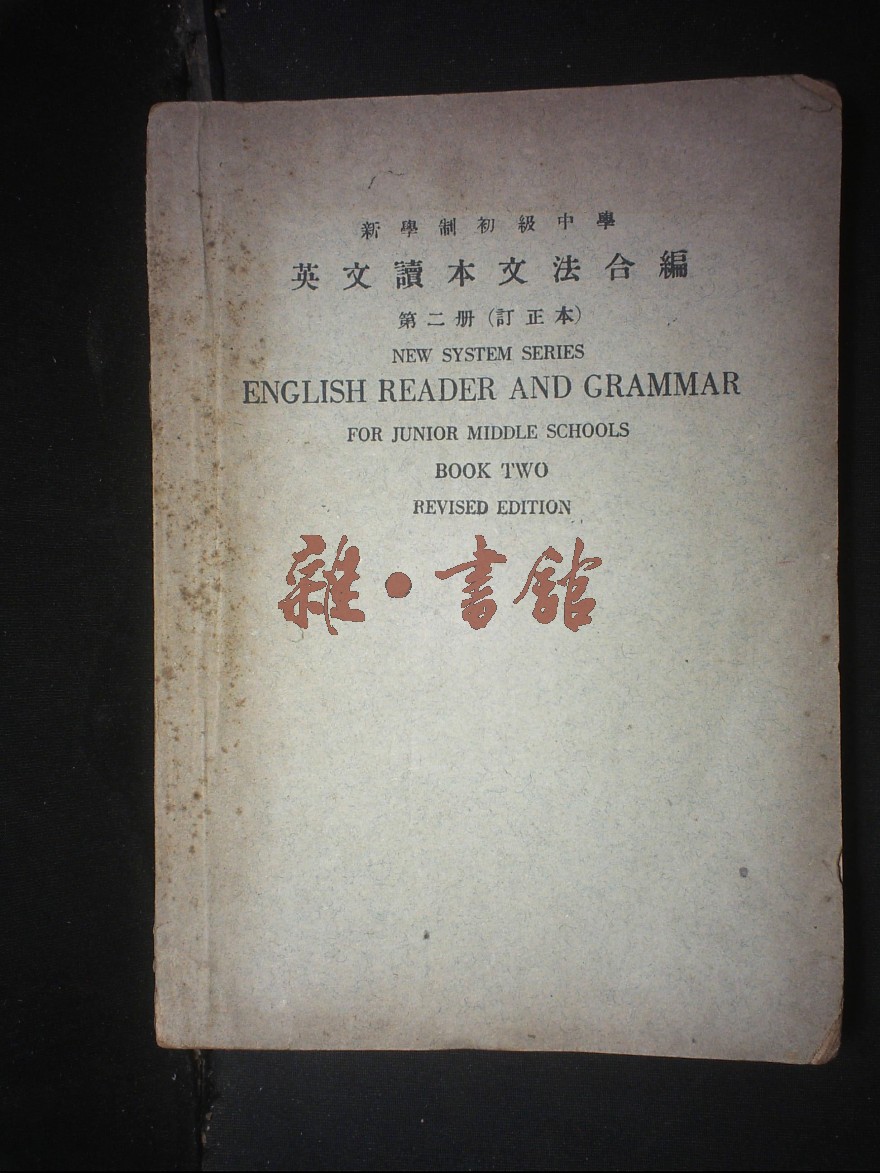 新學制初級中學
英文讀本文法合編
第二册(訂正本)
NEW SYSTEM SERIES
ENGLISH READER AND GRAMMAR
FOR JUNIOR MIDDLE SCHOOLS
BOOK TWO
REVISED EDITION
雜·書舘